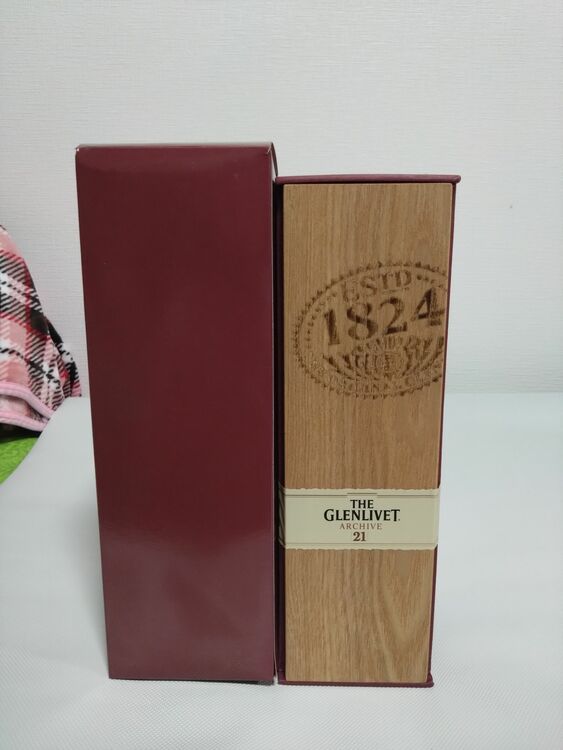 ESTD
1824
THE
GLENLIVET
ARCHIVE
21